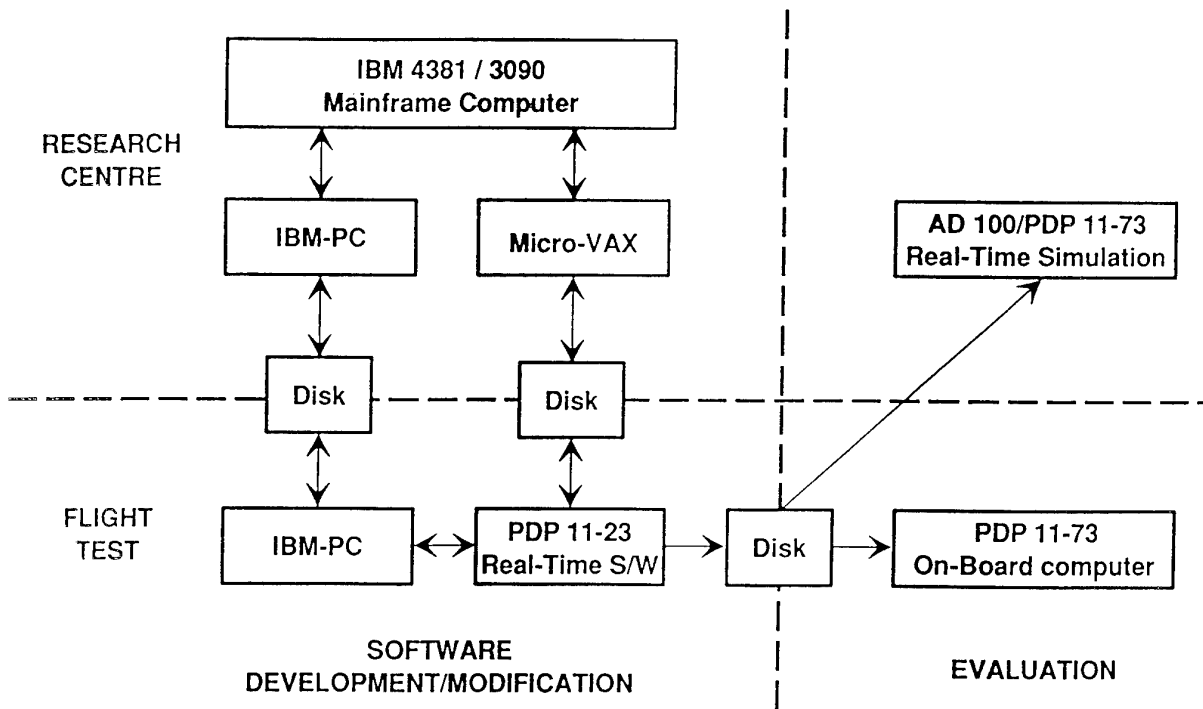 IBM 4381 / 3090
Mainframe Computer
RESEARCH
CENTRE
IBM-PC
Micro-VAX
AD 100/PDP 11-73
Real-Time Simulation
Disk
Disk
FLIGHT
TEST
IBM-PC
PDP 11-23
Real-Time S/W
Disk
PDP 11-73
On-Board computer
SOFTWARE
DEVELOPMENT/MODIFICATION
EVALUATION